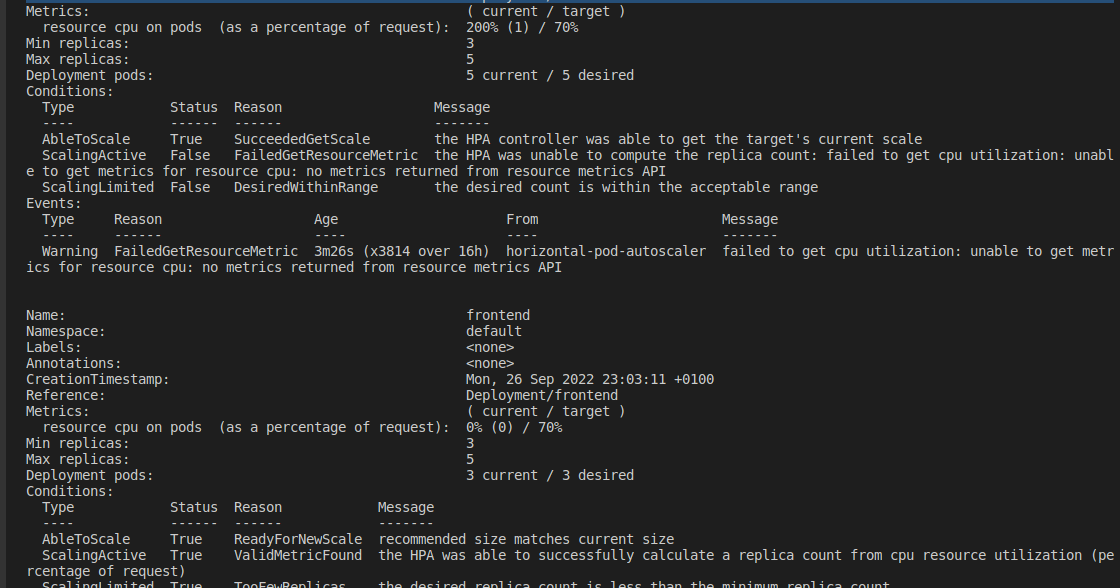 Metrics:                                               ( current / target )
  resource cpu on pods  (as a percentage of request):  200% (1) / 70%
Min replicas:                                          3
Max replicas:                                          5
Deployment pods:                                       5 current / 5 desired
Conditions:
  Type            Status  Reason                   Message
  ----            ------  ------                   -------
  AbleToScale     True    SucceededGetScale        the HPA controller was able to get the target's current scale
  ScalingActive   False   FailedGetResourceMetric  the HPA was unable to compute the replica count: failed to get cpu utilization: unabl
e to get metrics for resource cpu: no metrics returned from resource metrics API
  ScalingLimited  False   DesiredWithinRange       the desired count is within the acceptable range
Events:
  Type     Reason                   Age                     From                       Message
  ----     ------                   ----                    ----                       -------
  Warning  FailedGetResourceMetric  3m26s (x3814 over 16h)  horizontal-pod-autoscaler  failed to get cpu utilization: unable to get metr
ics for resource cpu: no metrics returned from resource metrics API
Name:                                                  frontend
Namespace:                                             default
Labels:                                                <none>
Annotations:                                           <none>
CreationTimestamp:                                     Mon, 26 Sep 2022 23:03:11 +0100
Reference:                                             Deployment/frontend
Metrics:                                               ( current / target )
  resource cpu on pods  (as a percentage of request):  0% (0) / 70%
Min replicas:                                          3
Max replicas:                                          5
Deployment pods:                                       3 current / 3 desired
Conditions:
  Type            Status  Reason            Message
  ----            ------  ------            -------
  AbleToScale     True    ReadyForNewScale  recommended size matches current size
  ScalingActive   True    ValidMetricFound  the HPA was able to successfully calculate a replica count from cpu resource utilization (pe
rcentage of request)
  ScalingLimited  True    TooFewReplicas    the desired replica count is less than the minimum replica count